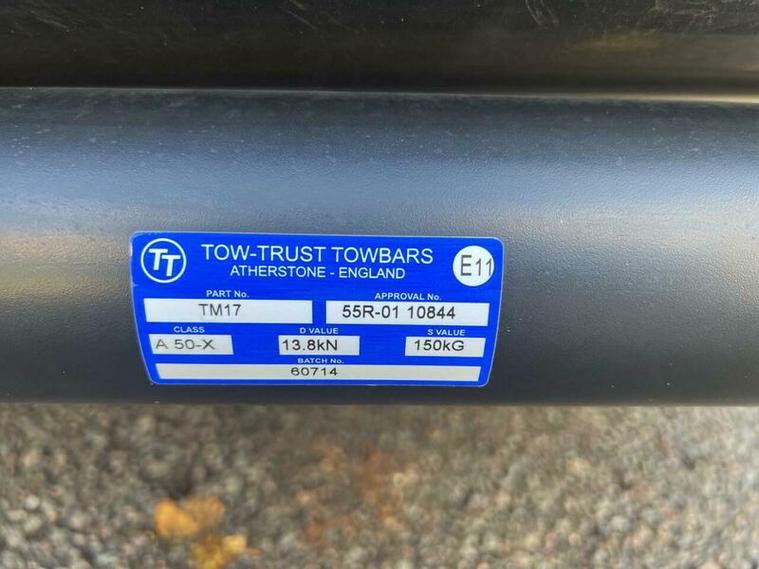 TT
TOW-TRUST TOWBARS
ATHERSTONE - ENGLAND
E11
PART No.
TM17
APPROVAL No.
55R-01 10844
CLASS
A 50-X
D VALUE
13.8kN
S VALUE
150kG
BATCH No.
60714